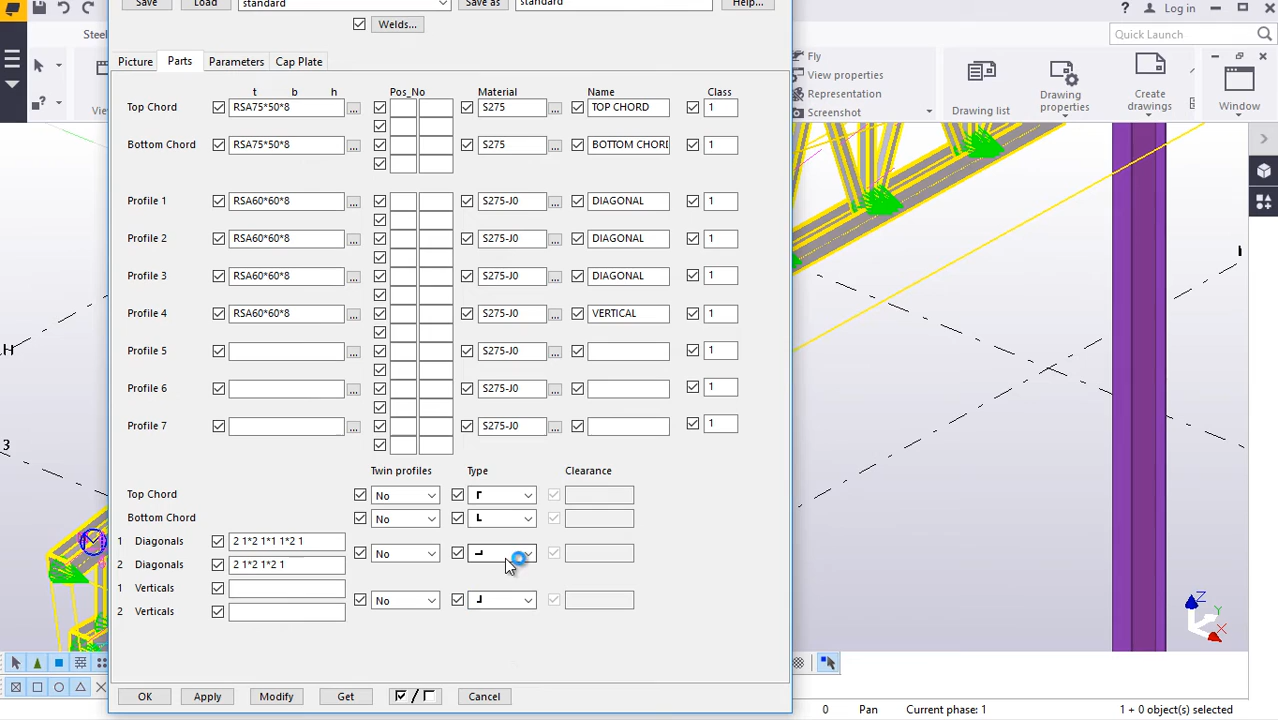 Save Load standard Save as standard Help... ? Log in
Welds...
Steel Quick Launch
Picture Parts Parameters Cap Plate Fly
View properties
Representation
Screenshot
Drawing list Drawing properties Create drawings Window
t b h Pos_No Material Name Class
Top Chord RSA75*50*8 ... S275 ... TOP CHORD 1
Bottom Chord RSA75*50*8 ... S275 ... BOTTOM CHORD 1
Profile 1 RSA60*60*8 ... S275-J0 ... DIAGONAL 1
Profile 2 RSA60*60*8 ... S275-J0 ... DIAGONAL 1
Profile 3 RSA60*60*8 ... S275-J0 ... DIAGONAL 1
Profile 4 RSA60*60*8 ... S275-J0 ... VERTICAL 1
Profile 5 ... S275-J0 ... 1
Profile 6 ... S275-J0 ... 1
Profile 7 ... S275-J0 ... 1
H
3
Twin profiles Type Clearance
Top Chord No
Bottom Chord No
1 Diagonals 2 1*2 1*1 1*2 1 No
2 Diagonals 2 1*2 1*2 1
1 Verticals No
2 Verticals
Z Y X
OK Apply Modify Get / Cancel
0 Pan Current phase: 1 1 + 0 object(s) selected